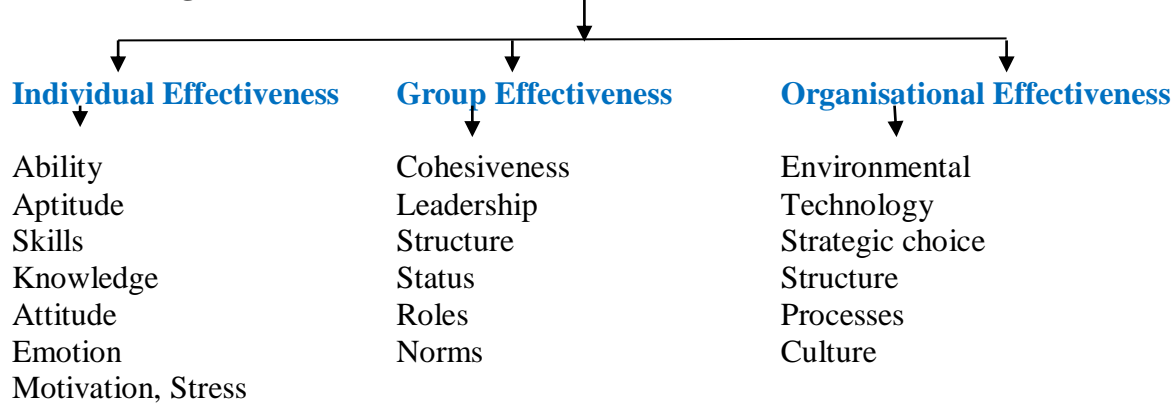 Individual Effectiveness Group Effectiveness Organisational Effectiveness
Ability Cohesiveness Environmental
Aptitude Leadership Technology
Skills Structure Strategic choice
Knowledge Status Structure
Attitude Roles Processes
Emotion Norms Culture
Motivation, Stress